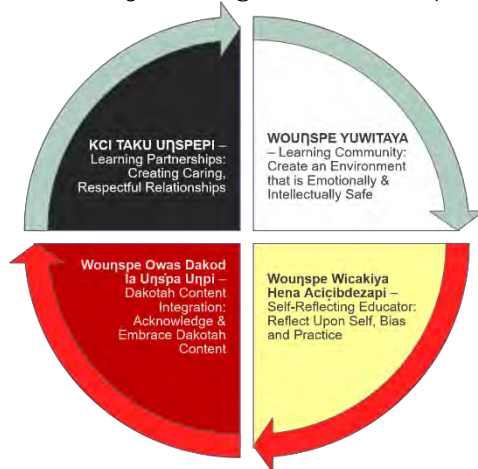 KCI TAKU UŊSPEPI –
Learning Partnerships:
Creating Caring,
Respectful Relationships
WOUŊSPE YUWITAYA
– Learning Community:
Create an Environment
that is Emotionally &
Intellectually Safe
Wouŋspe Owas Dakod
Ia Uŋs'pa Uŋpi –
Dakotah Content
Integration:
Acknowledge &
Embrace Dakotah
Content
Wouŋspe Wicakiya
Hena Aciçibdezapi –
Self-Reflecting Educator:
Reflect Upon Self, Bias
and Practice